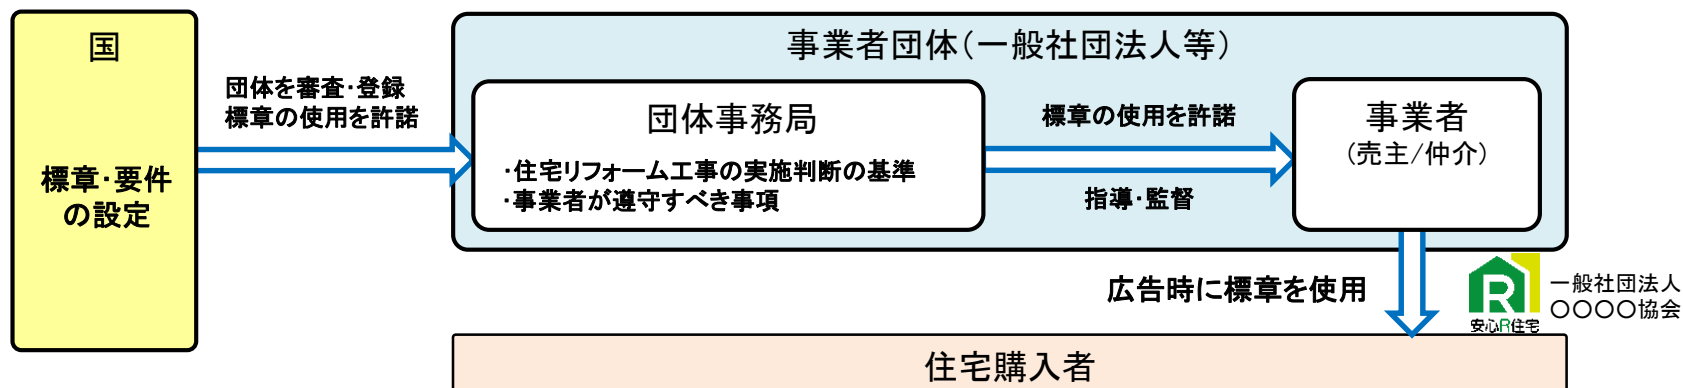 国
標章・要件
の設定
団体を審査・登録
標章の使用を許諾
事業者団体(一般社団法人等)
団体事務局
・住宅リフォーム工事の実施判断の基準
・事業者が遵守すべき事項
標章の使用を許諾
指導・監督
事業者
(売主/仲介)
広告時に標章を使用
R
安心R住宅
一般社団法人
〇〇〇〇協会
住宅購入者